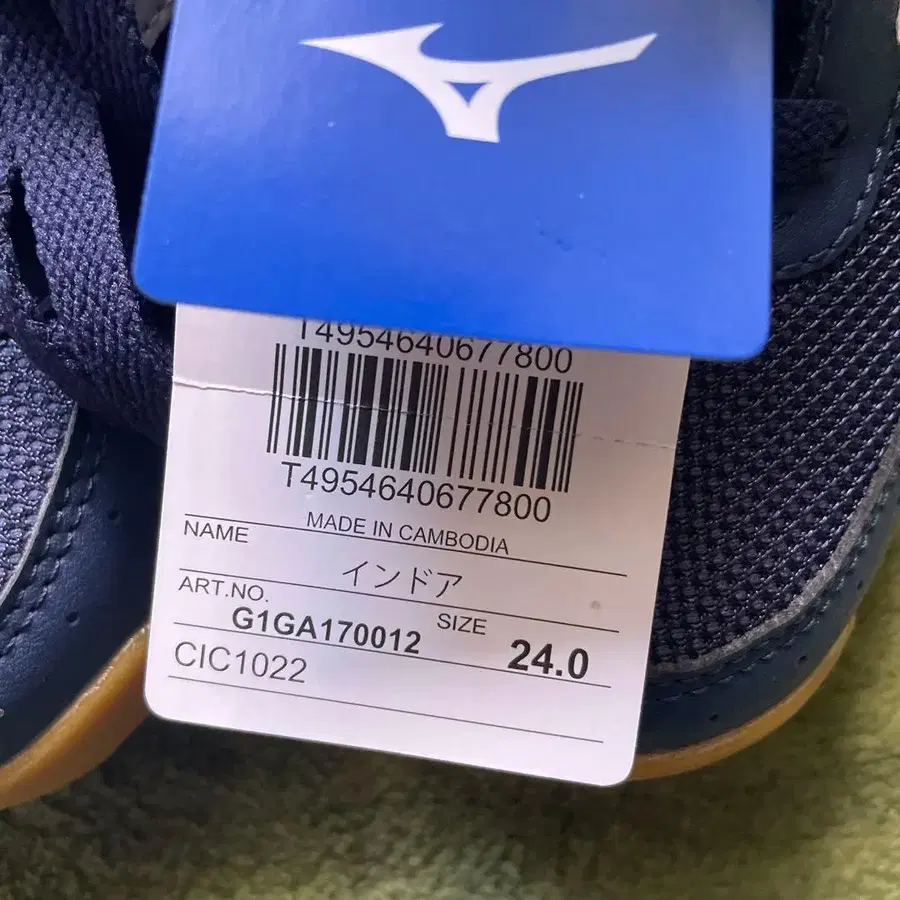 T4954640677800
T4954640677800
MADE IN CAMBODIA
NAME
インドア
ART.NO.
G1GA170012
SIZE
24.0
CIC1022